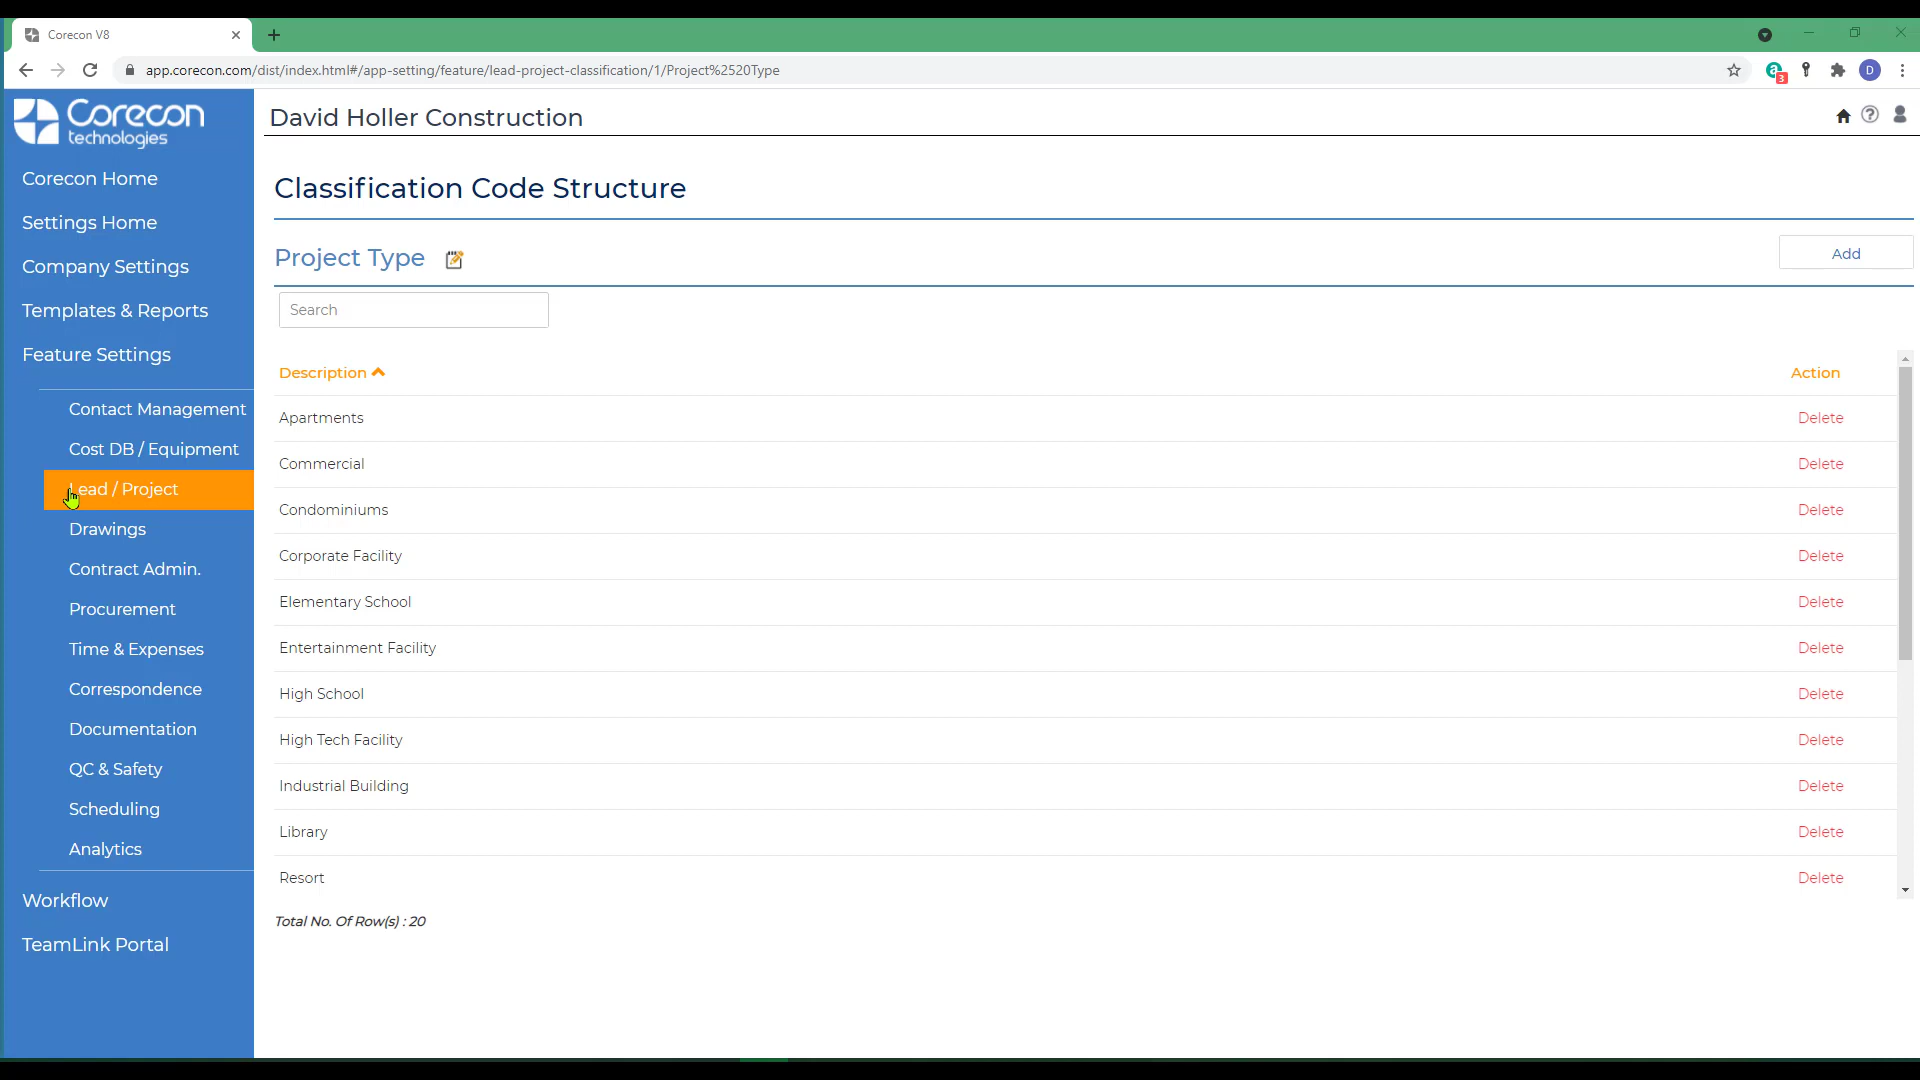 Corecon V8
app.corecon.com/dist/index.html#/app-setting/feature/lead-project-classification/1/Project%2520Type
3
D
Corecon
technologies
David Holler Construction
Corecon Home
Settings Home
Company Settings
Templates & Reports
Feature Settings
Contact Management
Cost DB / Equipment
Lead / Project
Drawings
Contract Admin.
Procurement
Time & Expenses
Correspondence
Documentation
QC & Safety
Scheduling
Analytics
Workflow
TeamLink Portal
Classification Code Structure
Project Type
Add
Search
Description Action
Apartments Delete
Commercial Delete
Condominiums Delete
Corporate Facility Delete
Elementary School Delete
Entertainment Facility Delete
High School Delete
High Tech Facility Delete
Industrial Building Delete
Library Delete
Resort Delete
Total No. Of Row(s) : 20